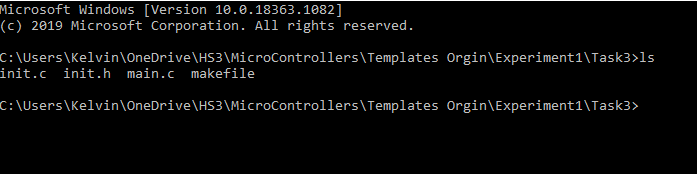 Microsoft Windows [Version 10.0.18363.1082]
(c) 2019 Microsoft Corporation. All rights reserved.
C:\Users\Kelvin\OneDrive\HS3\MicroControllers\Templates Orgin\Experiment1\Task3>ls
init.c  init.h  main.c  makefile
C:\Users\Kelvin\OneDrive\HS3\MicroControllers\Templates Orgin\Experiment1\Task3>